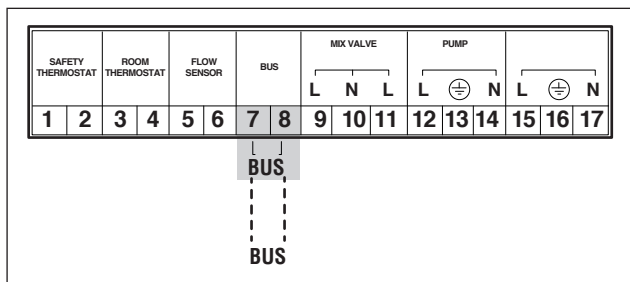 SAFETY THERMOSTAT
ROOM THERMOSTAT
FLOW SENSOR
BUS
MIX VALVE
PUMP
L N L L ⏚ N L ⏚ N
1 2 3 4 5 6 7 8 9 10 11 12 13 14 15 16 17
BUS
BUS